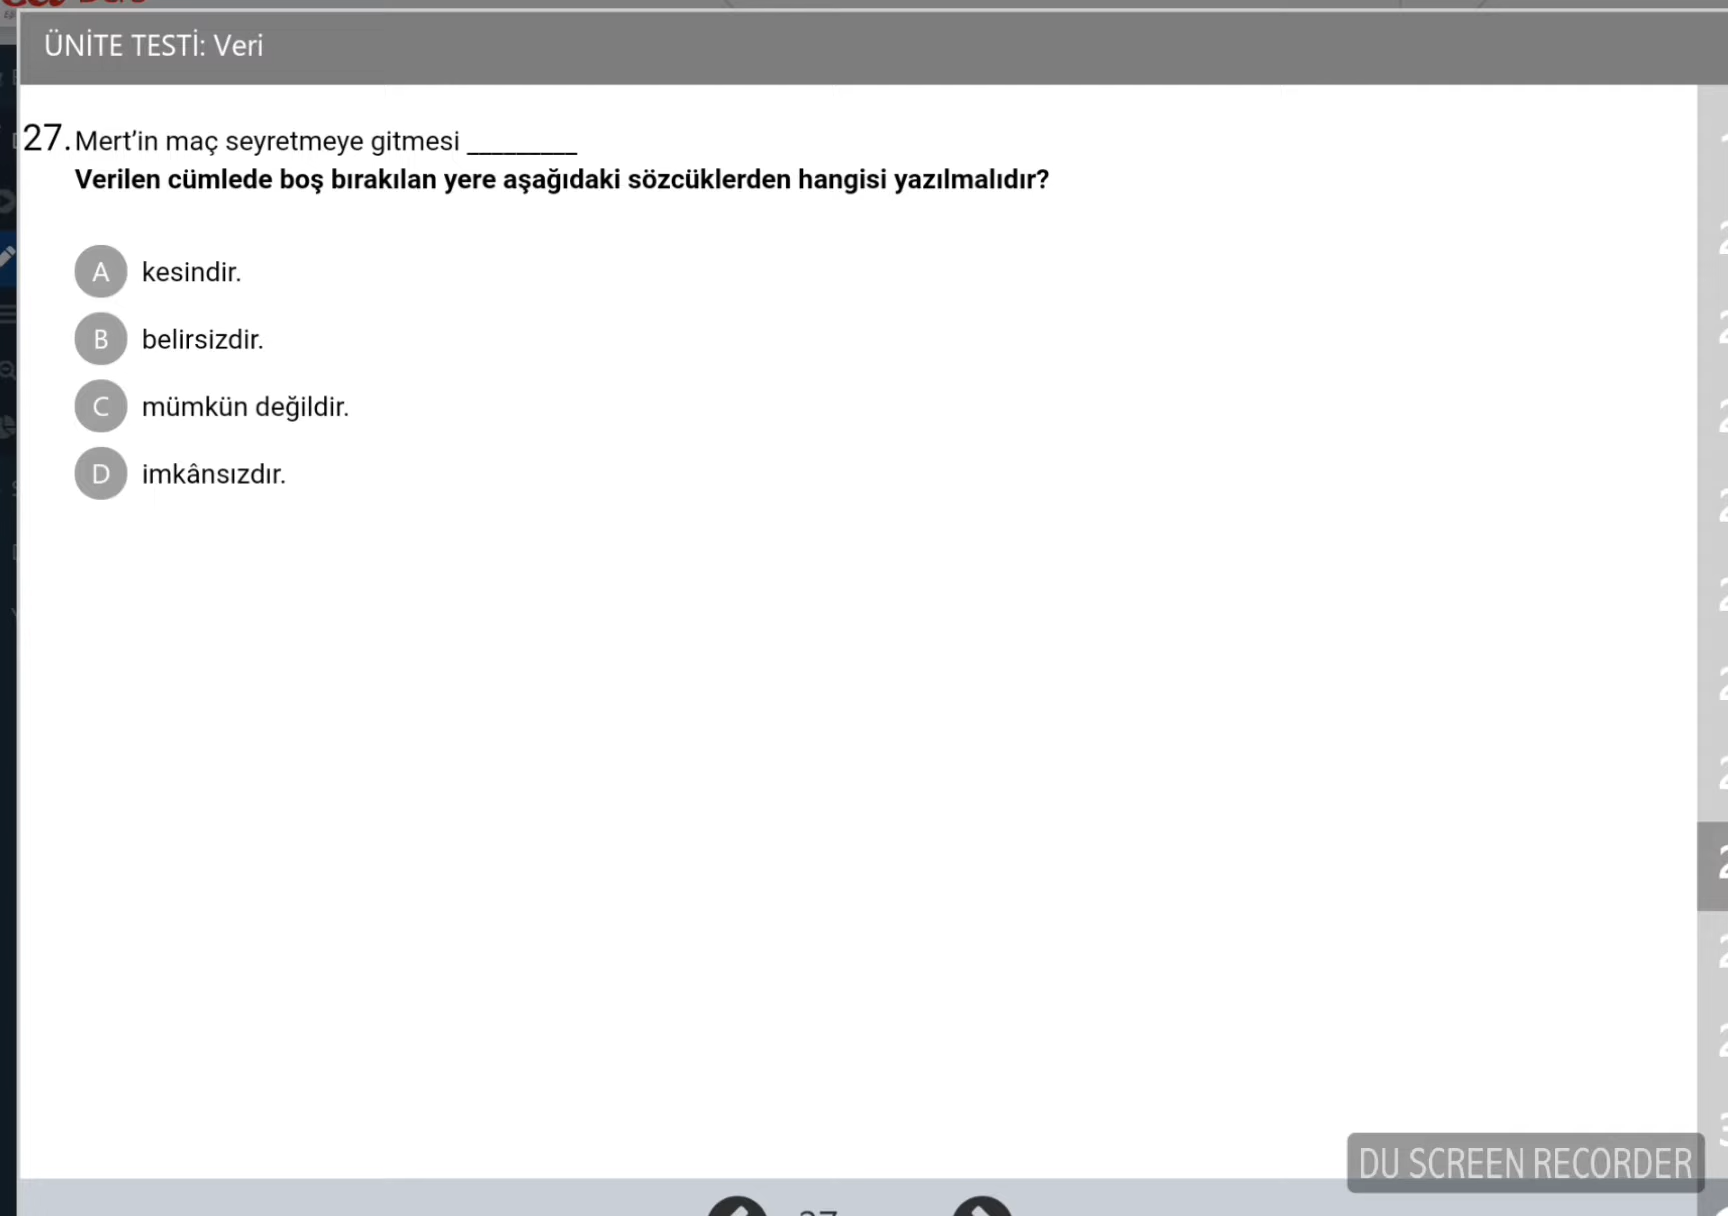 ÜNİTE TESTİ: Veri
27. Mert’in maç seyretmeye gitmesi _________
Verilen cümlede boş bırakılan yere aşağıdaki sözcüklerden hangisi yazılmalıdır?
A kesindir.
B belirsizdir.
C mümkün değildir.
D imkânsızdır.
DU SCREEN RECORDER